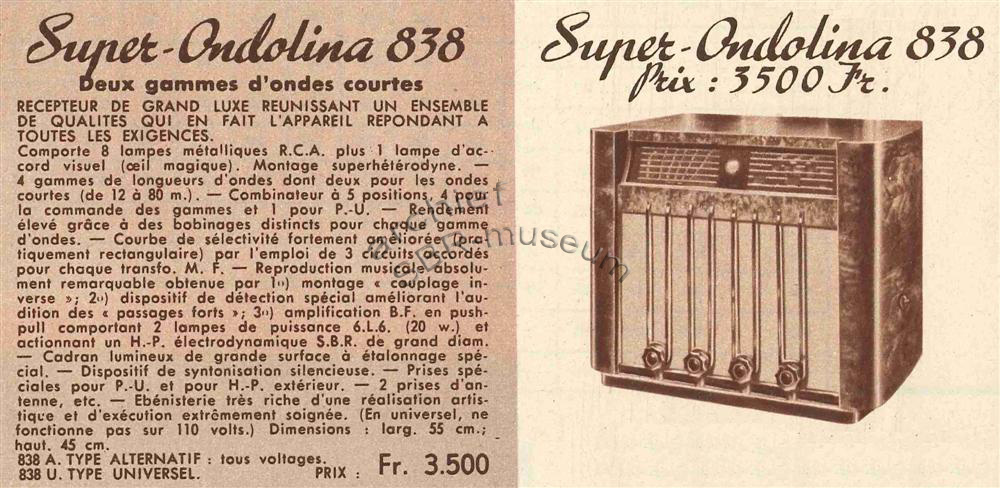 Super-Ondolina 838
Deux gammes d'ondes courtes
RECEPTEUR DE GRAND LUXE REUNISSANT UN ENSEMBLE
DE QUALITES QUI EN FAIT L'APPAREIL REPONDANT A
TOUTES LES EXIGENCES.
Comporte 8 lampes métalliques R.C.A. plus 1 lampe d'ac-
cord visuel (œil magique). Montage superhétérodyne. —
4 gammes de longueurs d'ondes dont deux pour les ondes
courtes (de 12 à 80 m.). — Combinateur à 5 positions, 4 pour
la commande des gammes et 1 pour P.-U. — Rendement
élevé grâce à des bobinages distincts pour chaque gamme
d'ondes. — Courbe de sélectivité fortement améliorée (prat-
iquement rectangulaire) par l'emploi de 3 circuits accordés
pour chaque transfo. M. F. — Reproduction musicale absolu-
ment remarquable obtenue par 1o) montage « couplage in-
verse »; 2o) dispositif de détection spécial améliorant l'au-
dition des « passages forts »; 3o) amplification B.F. en push-
pull comportant 2 lampes de puissance 6.L.6. (20 w.) et
actionnant un H.-P. électrodynamique S.B.R. de grand diam.
— Cadran lumineux de grande surface à étalonnage spé-
cial. — Dispositif de syntonisation silencieuse. — Prises spé-
ciales pour P.-U. et pour H.-P. extérieur. — 2 prises d'an-
tenne, etc. — Ebénisterie très riche d'une réalisation artis-
tique et d'exécution extrêmement soignée. (En universel, ne
fonctionne pas sur 110 volts.) Dimensions : larg. 55 cm.;
haut. 45 cm.
838 A. TYPE ALTERNATIF : tous voltages.
838 U. TYPE UNIVERSEL. PRIX : Fr. 3.500
Super-Ondolina 838
Prix : 3500 Fr.
archief
SBR-museum